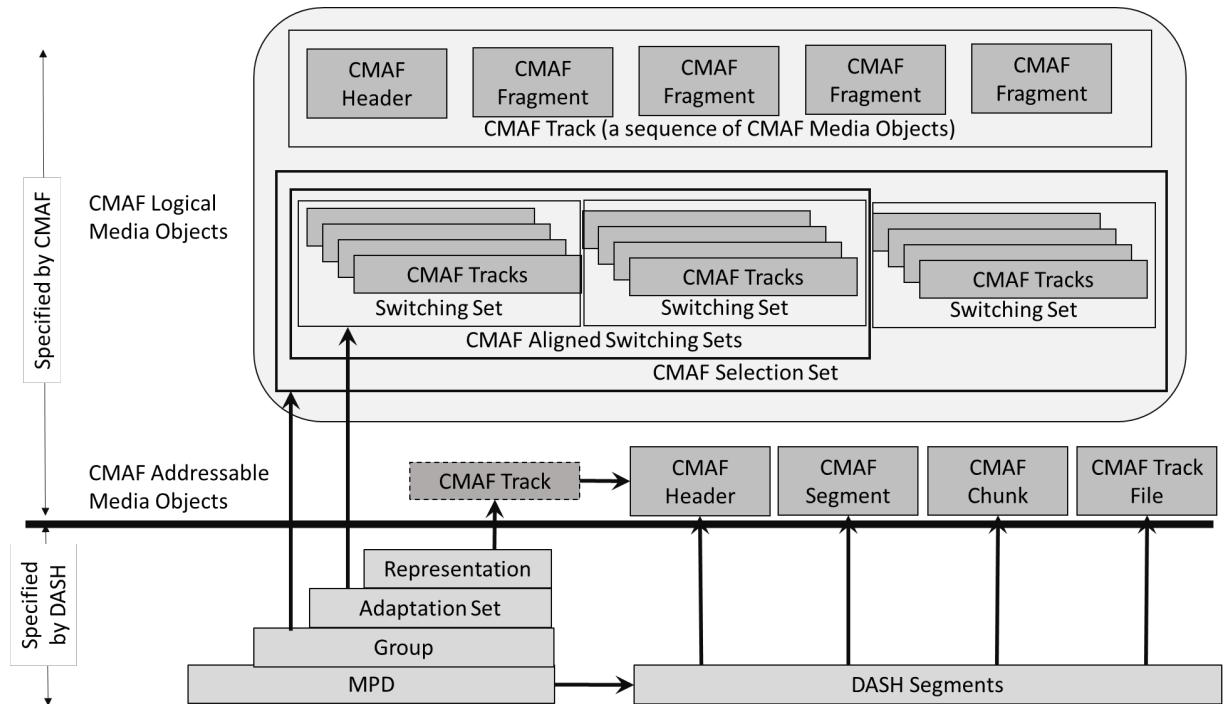 CMAF
Header
CMAF
Fragment
CMAF
Fragment
CMAF
Fragment
CMAF
Fragment
CMAF Track (a sequence of CMAF Media Objects)
Specified by CMAF
CMAF Logical
Media Objects
CMAF Tracks
Switching Set
CMAF Tracks
Switching Set
CMAF Tracks
Switching Set
CMAF Aligned Switching Sets
CMAF Selection Set
CMAF Addressable
Media Objects
CMAF Track
CMAF
Header
CMAF
Segment
CMAF
Chunk
CMAF Track
File
Specified
by DASH
Representation
Adaptation Set
Group
MPD
DASH Segments